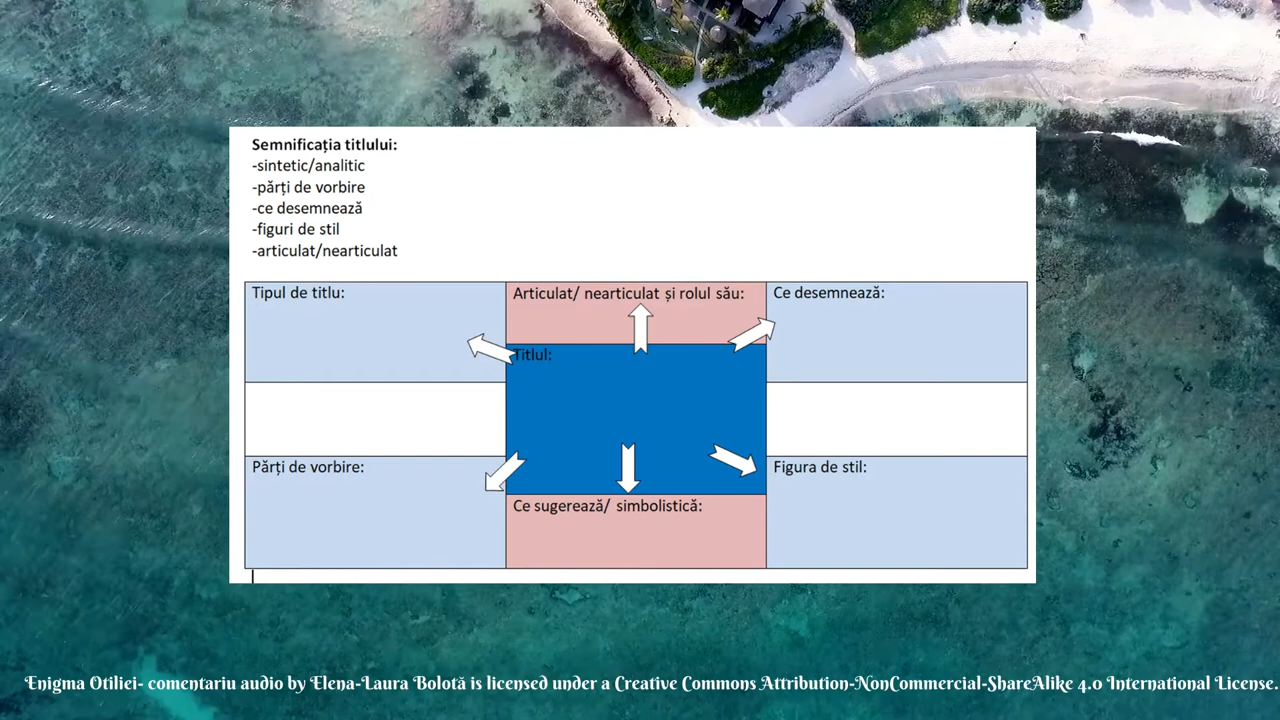 Semnificația titlului:
-sintetic/analitic
-părți de vorbire
-ce desemnează
-figuri de stil
-articulat/nearticulat
Tipul de titlu:
Articulat/ nearticulat și rolul său:
Ce desemnează:
Titlul:
Părți de vorbire:
Ce sugerează/ simbolistică:
Figura de stil:
Enigma Otiliei- comentariu audio by Elena-Laura Bolotă is licensed under a Creative Commons Attribution-NonCommercial-ShareAlike 4.0 International License.